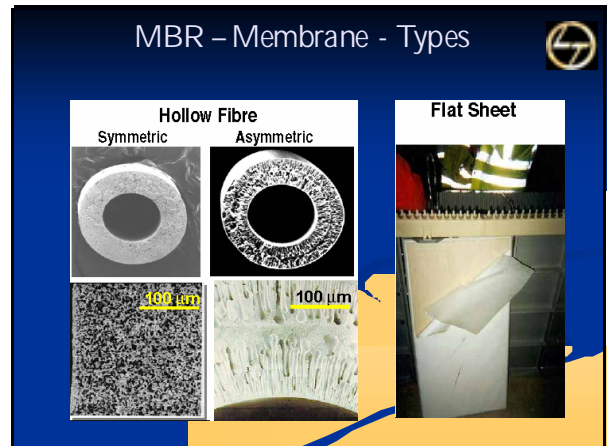 MBR – Membrane - Types
Hollow Fibre
Symmetric Asymmetric
100 µm 100 µm
Flat Sheet